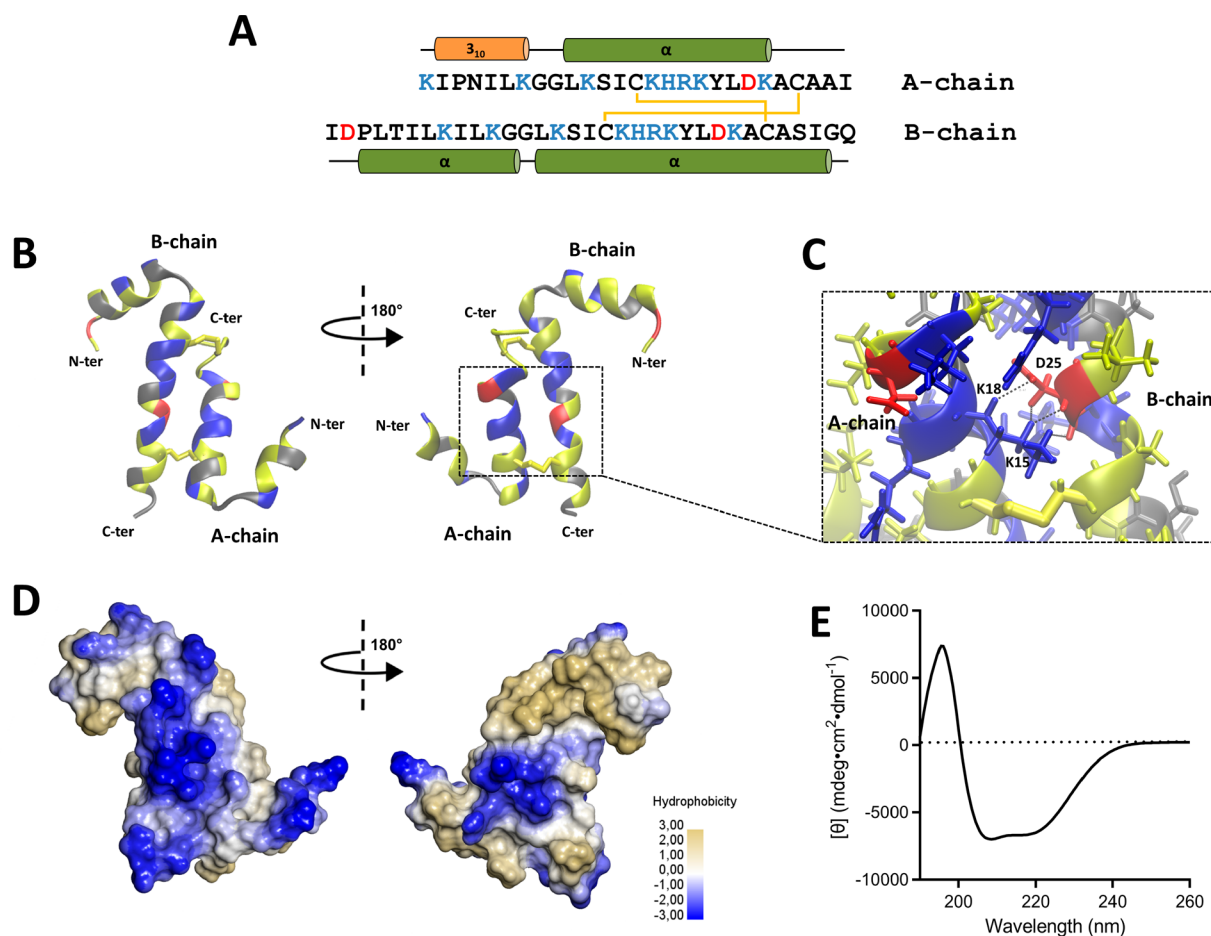 A
3₁₀ α
KIPNILKGGLKSICKHRKYLDKACAAI A-chain
IDPLTILKILKGGLKSICKHRKYLDKACASIGQ B-chain
α α
B
B-chain
C-ter
N-ter
N-ter
C-ter
A-chain
180°
B-chain
C-ter
N-ter
N-ter
A-chain
C-ter
C
D25
K18
B-chain
A-chain
K15
D
180°
Hydrophobicity
3,00
2,00
1,00
0,00
-1,00
-2,00
-3,00
E
[θ] (mdeg•cm²•dmol⁻¹)
10000
5000
0
-5000
-10000
200 220 240 260
Wavelength (nm)